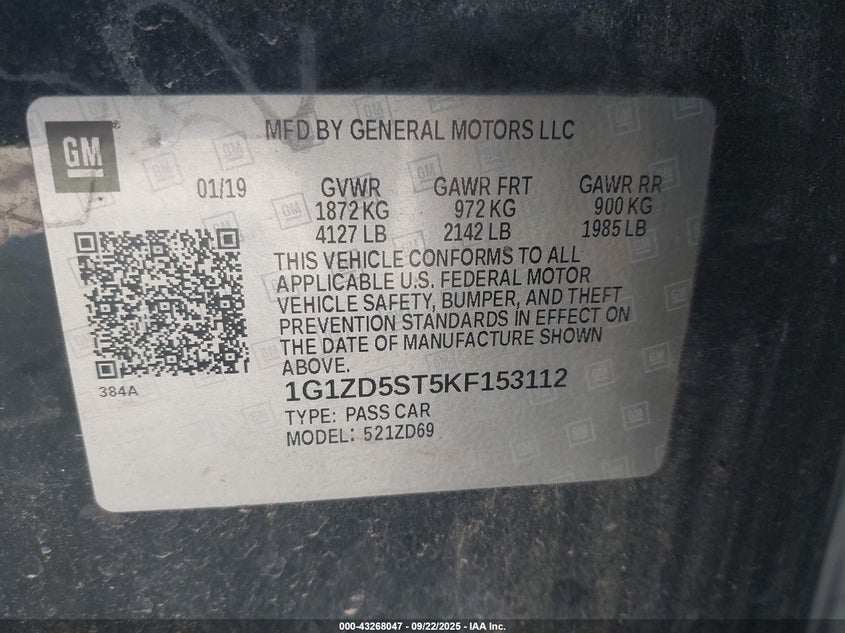 GM
MFD BY GENERAL MOTORS LLC
01/19 GVWR GAWR FRT GAWR RR
1872 KG 972 KG 900 KG
4127 LB 2142 LB 1985 LB
THIS VEHICLE CONFORMS TO ALL
APPLICABLE U.S. FEDERAL MOTOR
VEHICLE SAFETY, BUMPER, AND THEFT
PREVENTION STANDARDS IN EFFECT ON
THE DATE OF MANUFACTURE SHOWN
ABOVE.
384A
1G1ZD5ST5KF153112
TYPE: PASS CAR
MODEL: 521ZD69
000-43268047 - 09/22/2025 - IAA Inc.